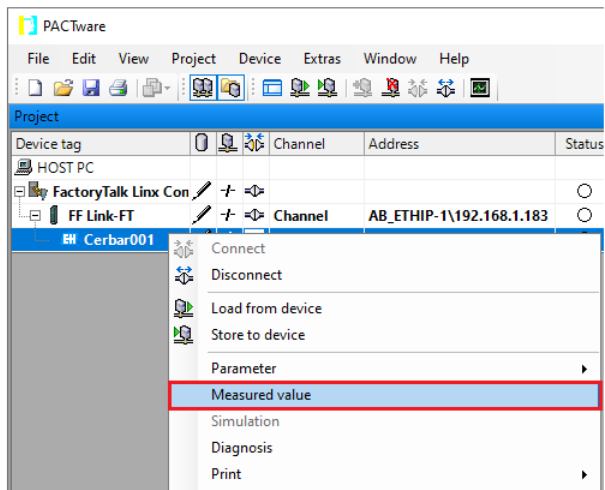 PACTware
File Edit View Project Device Extras Window Help
Project
Device tag Channel Address Status
HOST PC
FactoryTalk Linx Con
FF Link-FT Channel AB_ETHIP-1\192.168.1.183
EH Cerbar001
Connect
Disconnect
Load from device
Store to device
Parameter
Measured value
Simulation
Diagnosis
Print